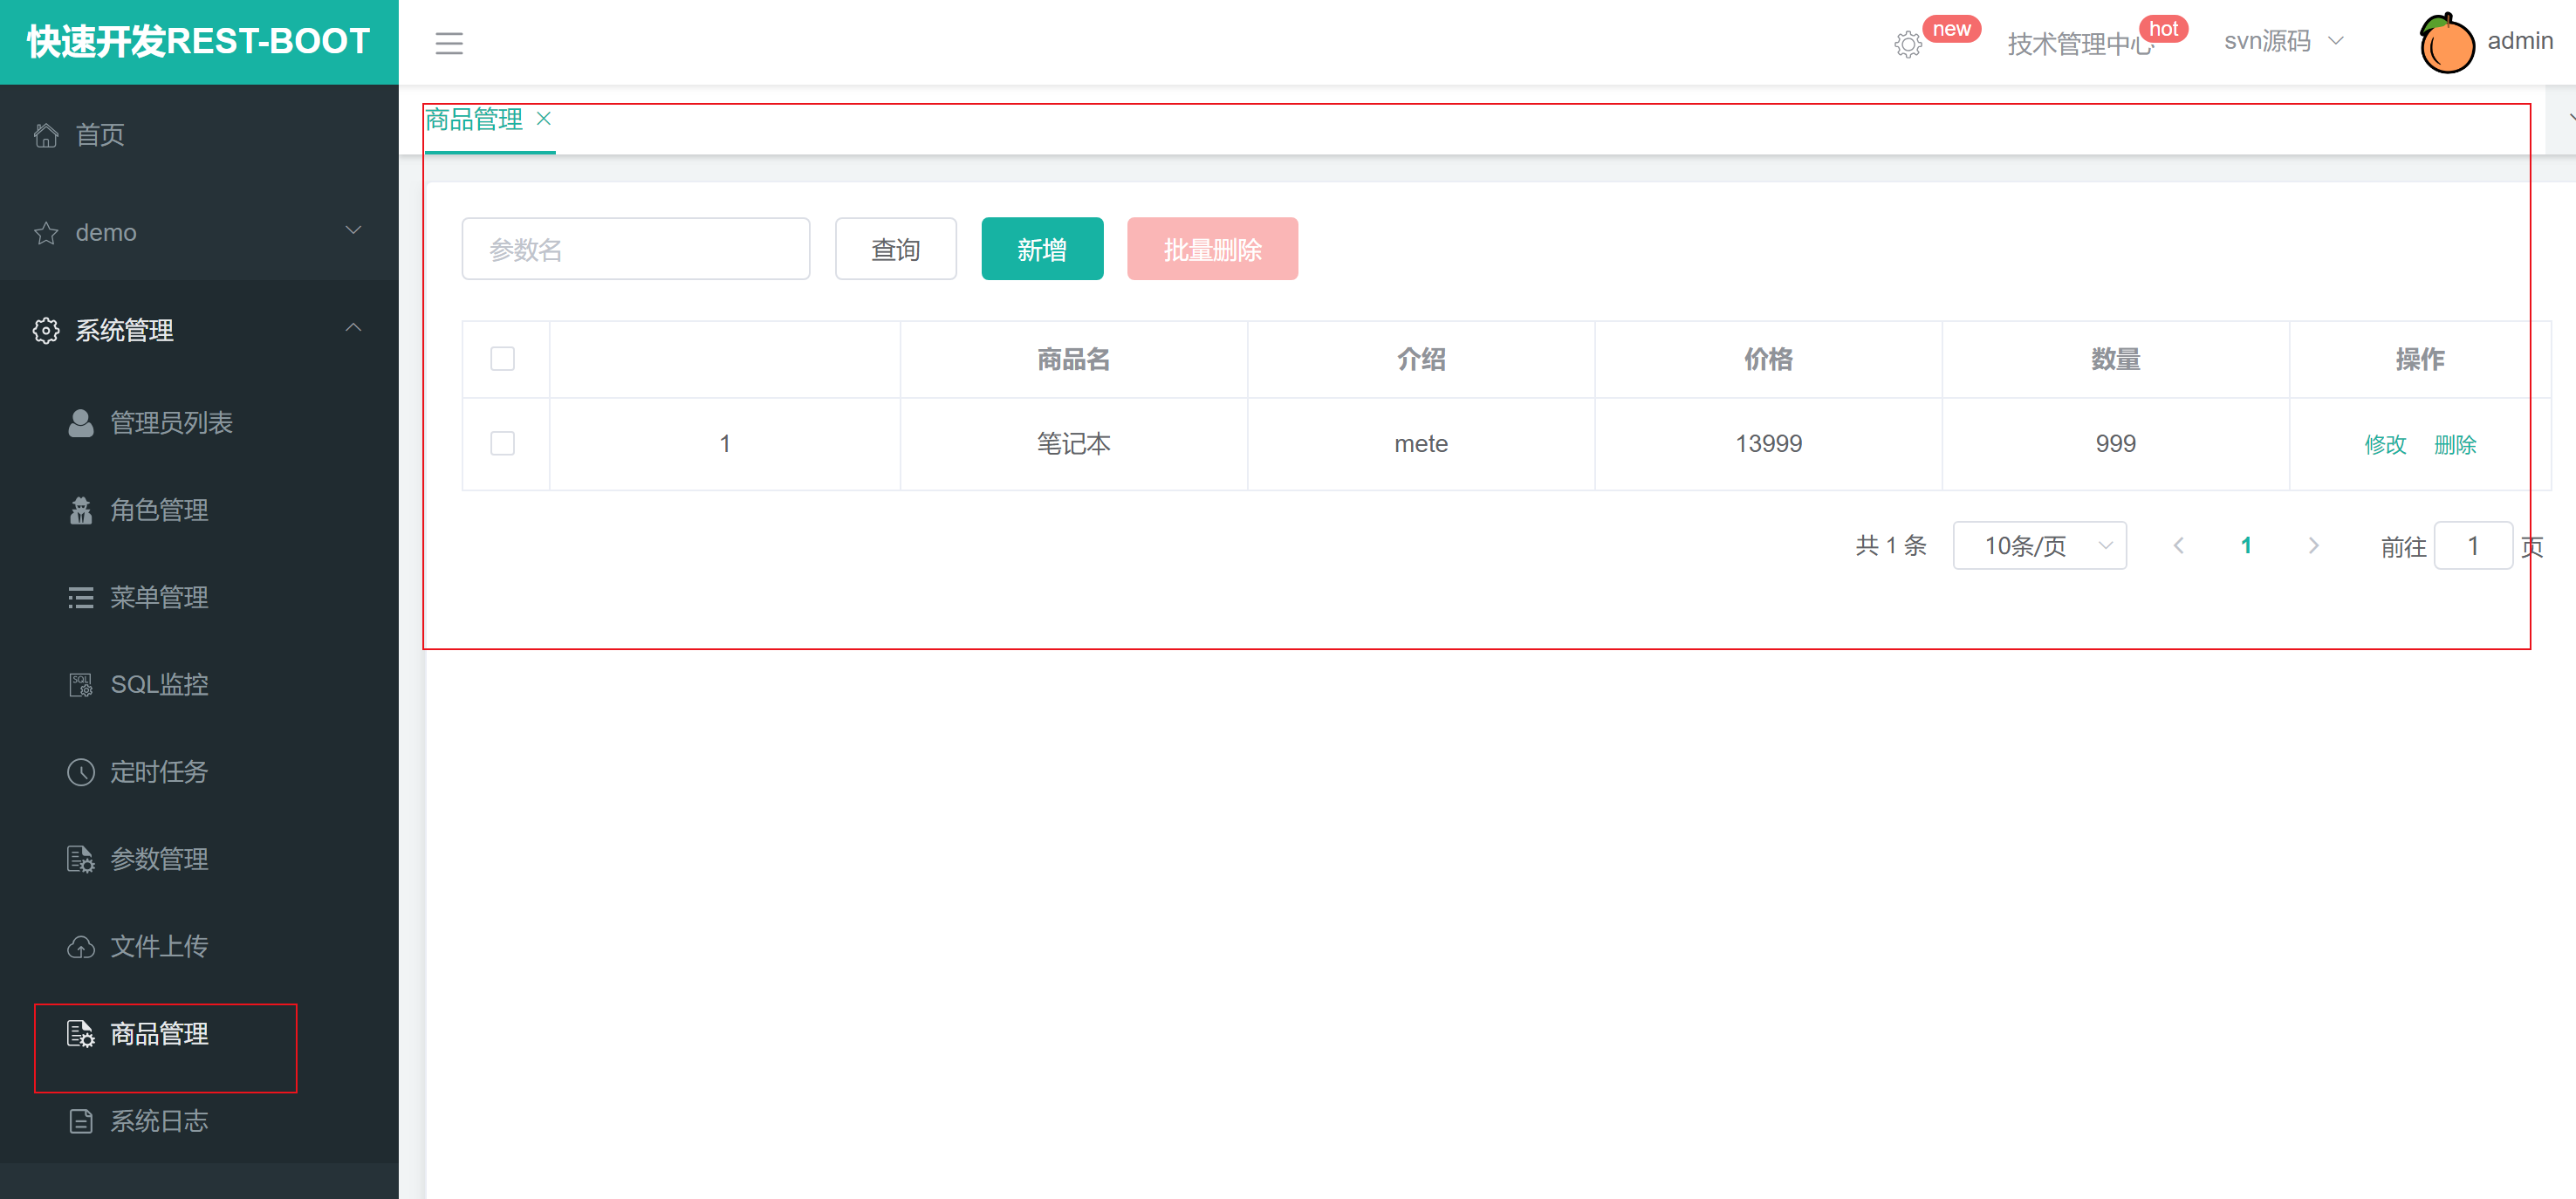 快速开发REST-BOOT
new
技术管理中心
hot
svn源码
admin
首页
demo
系统管理
管理员列表
角色管理
菜单管理
SQL监控
定时任务
参数管理
文件上传
商品管理
系统日志
商品管理
参数名 查询 新增 批量删除
商品名 介绍 价格 数量 操作
1 笔记本 mete 13999 999 修改 删除
共 1 条 10条/页 1 前往 1 页